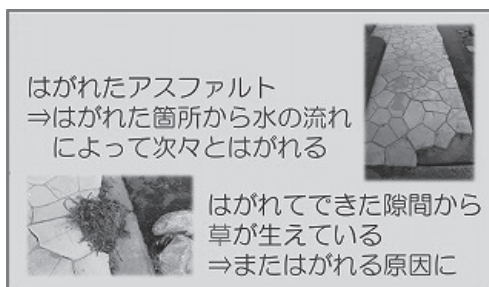 はがれたアスファルト
⇒はがれた箇所から水の流れ
によって次々とはがれる
はがれてできた隙間から
草が生えている
⇒またはがれる原因に